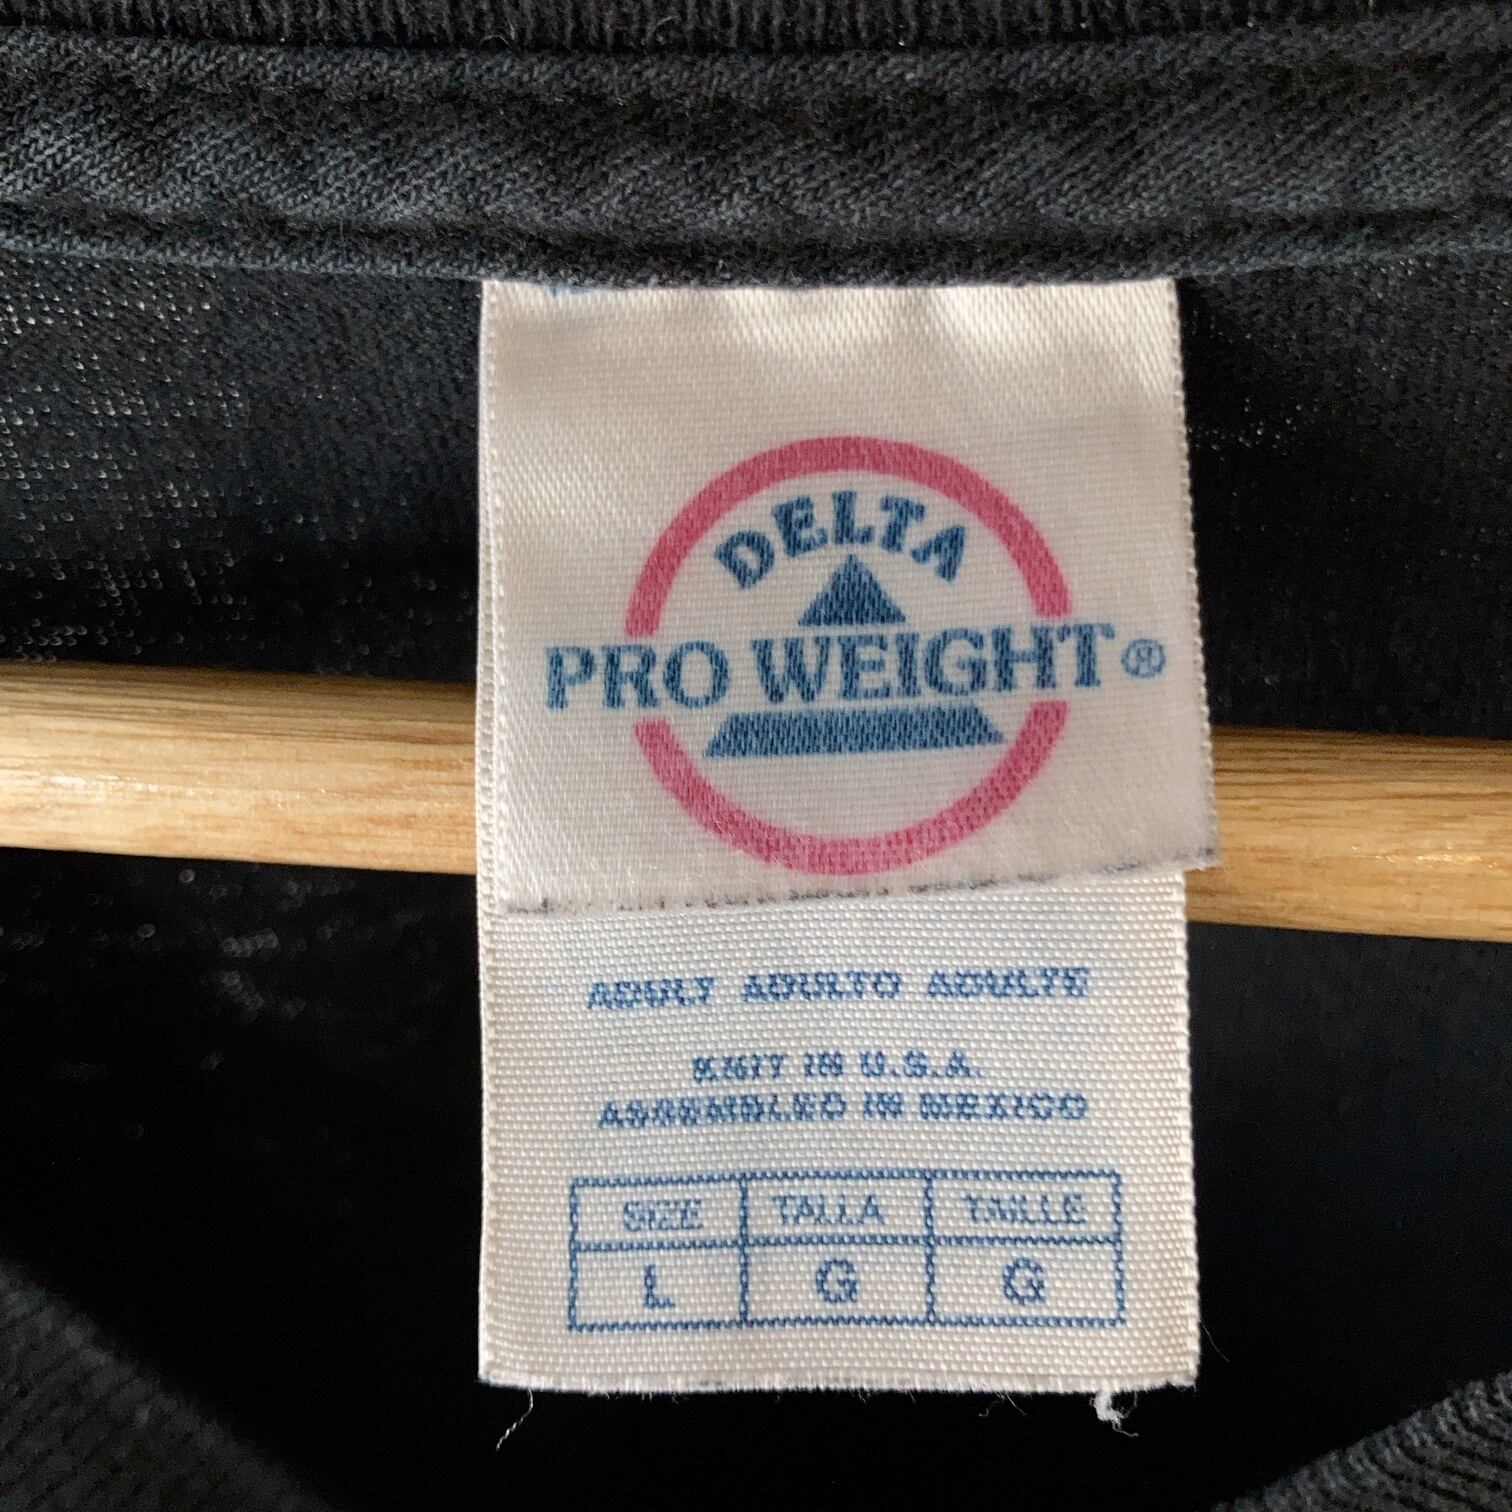 DELTA
PRO WEIGHT®
ADULT ADULTO ADULTE
KNIT IN U.S.A.
ASSEMBLED IN MEXICO
SIZE TALLA TAILLE
L G G